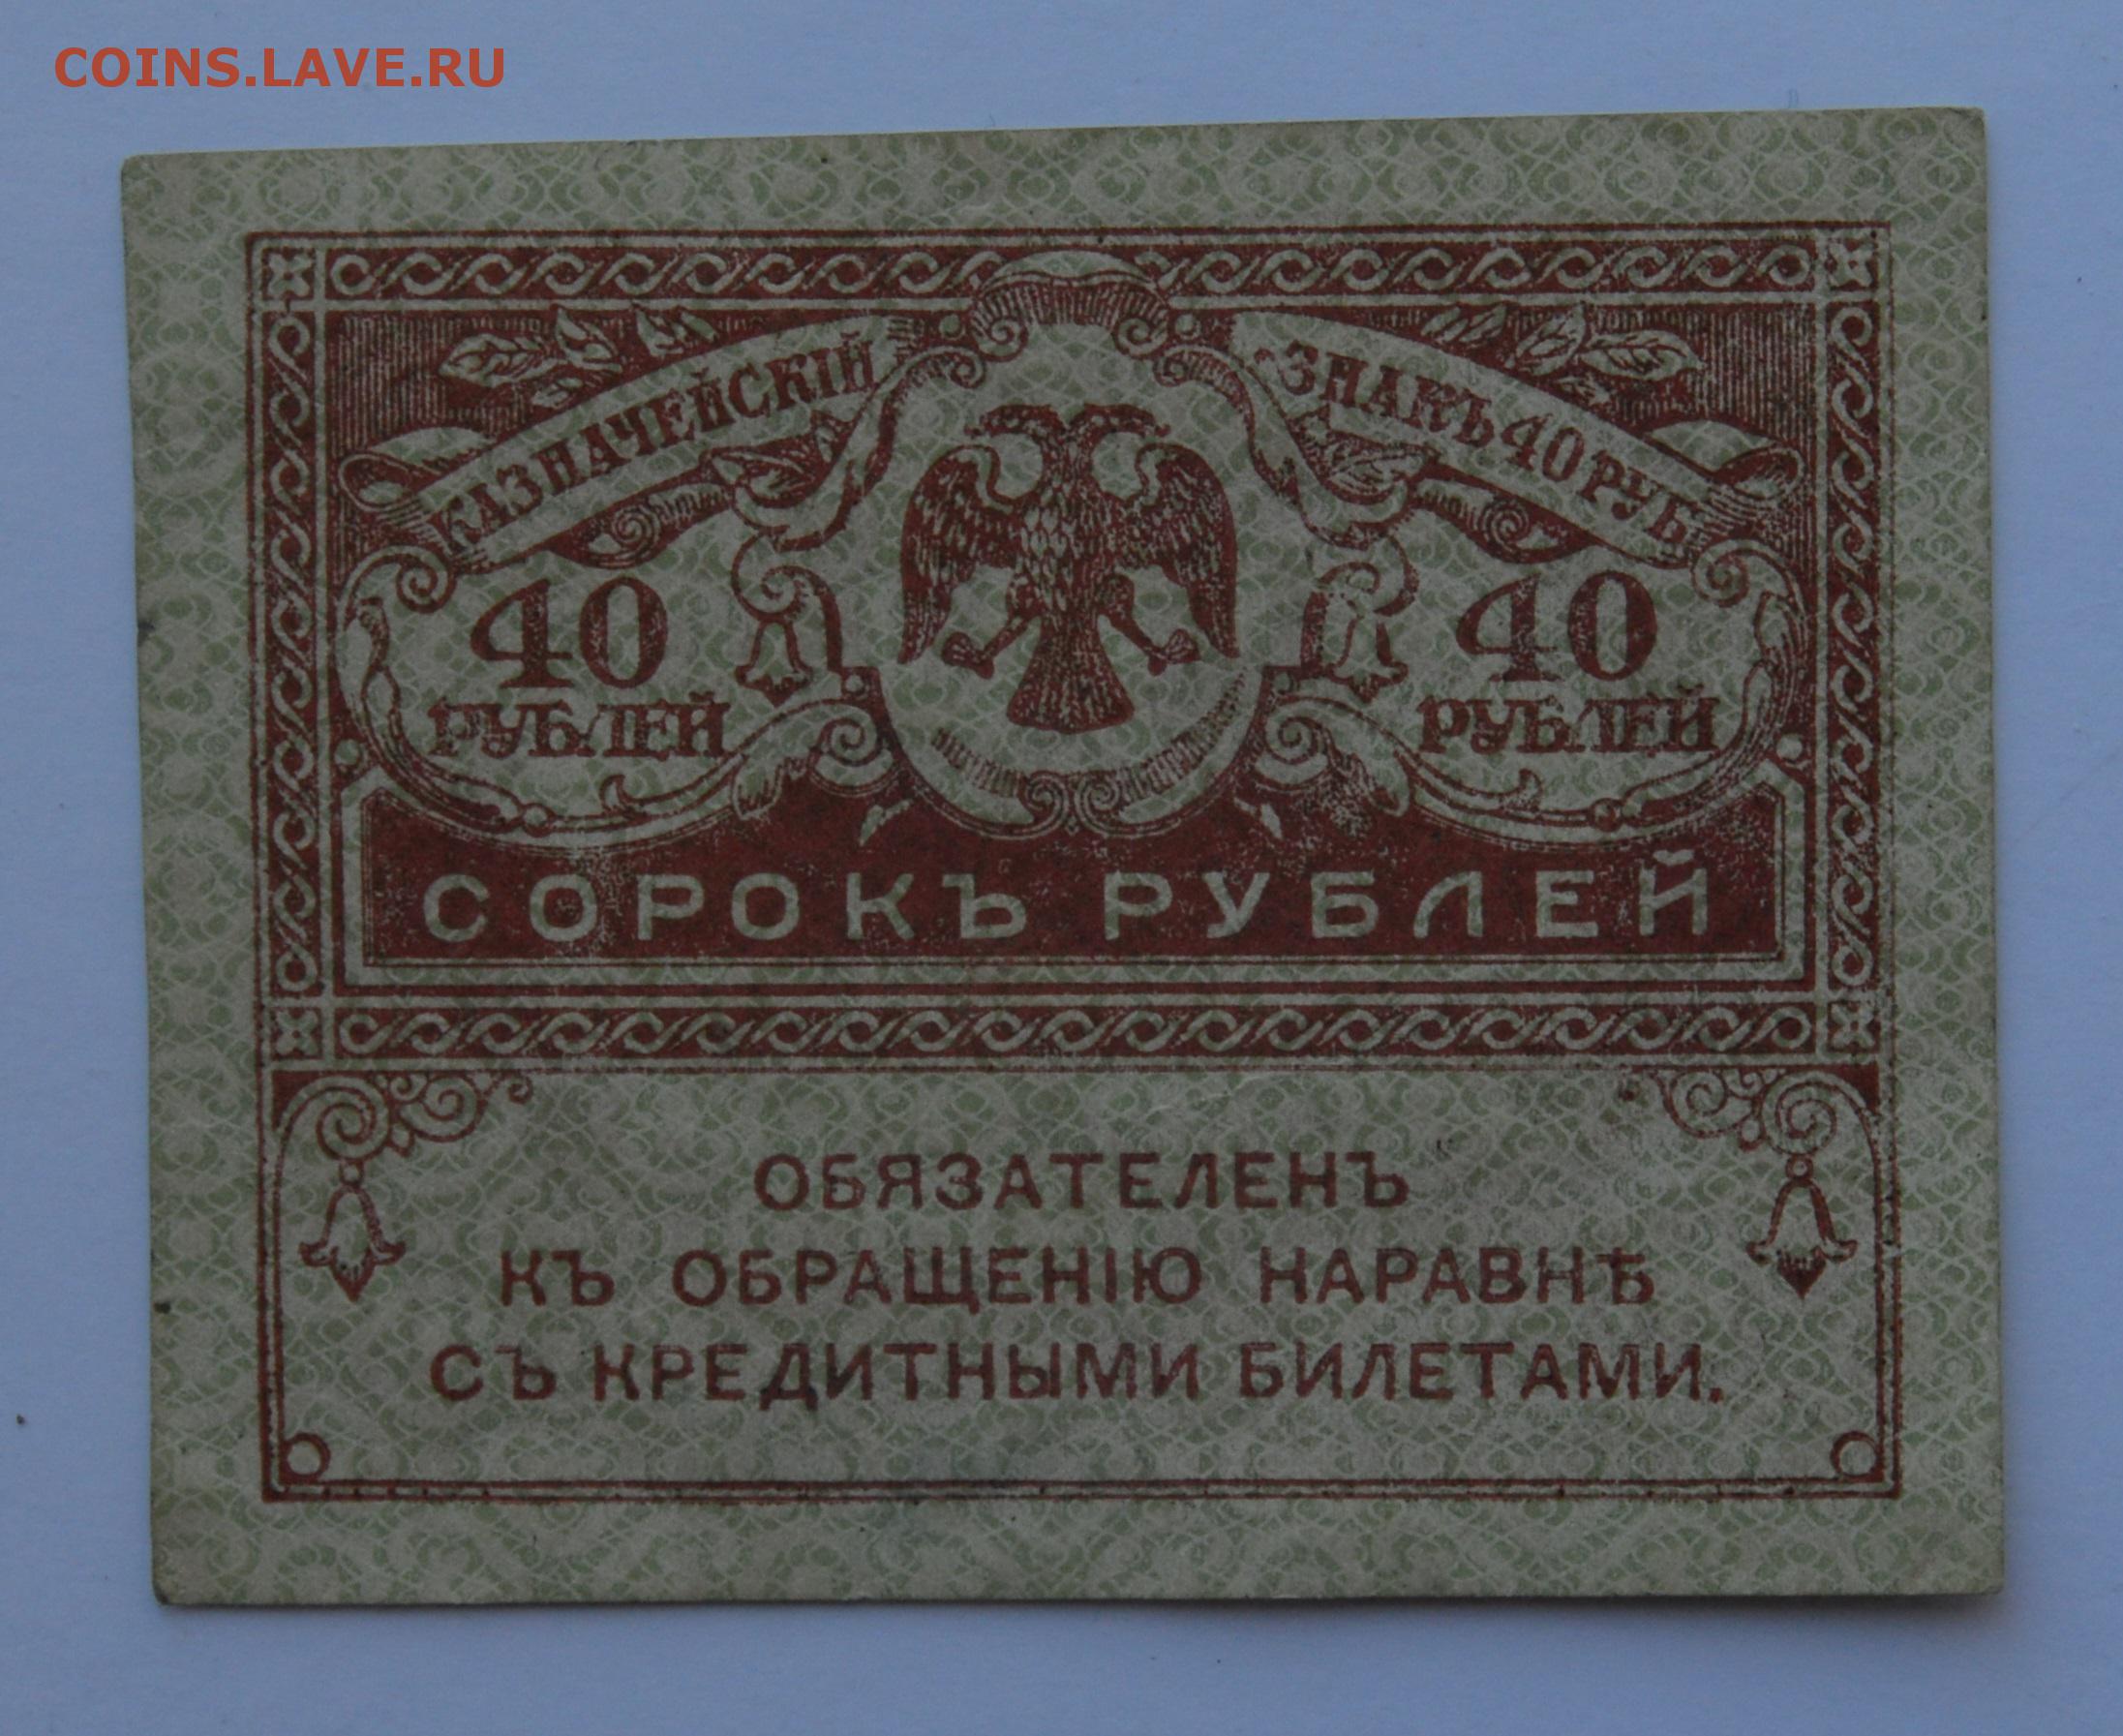 COINS.LAVE.RU
КАЗНАЧЕЙСКІЙ ЗНАКЪ 40 РУБ.
40 40
РУБЛЕЙ РУБЛЕЙ
СОРОКЪ РУБЛЕЙ
ОБЯЗАТЕЛЕНЪ
КЪ ОБРАЩЕНІЮ НАРАВНѢ
СЪ КРЕДИТНЫМИ БИЛЕТАМИ.